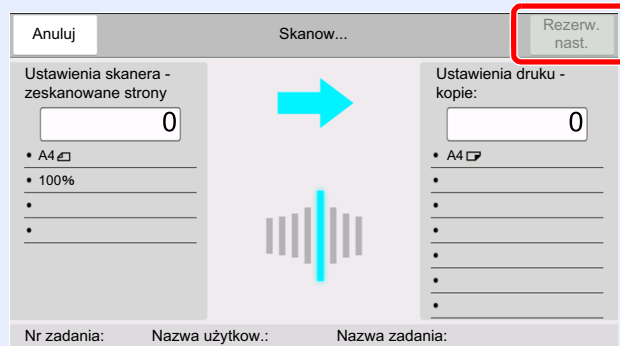 Anuluj
Skanow...
Rezerw.
nast.
Ustawienia skanera -
zeskanowane strony
0
• A4
• 100%
•
•
Ustawienia druku -
kopie:
0
• A4
•
•
•
•
•
•
Nr zadania: Nazwa użytkow.: Nazwa zadania: